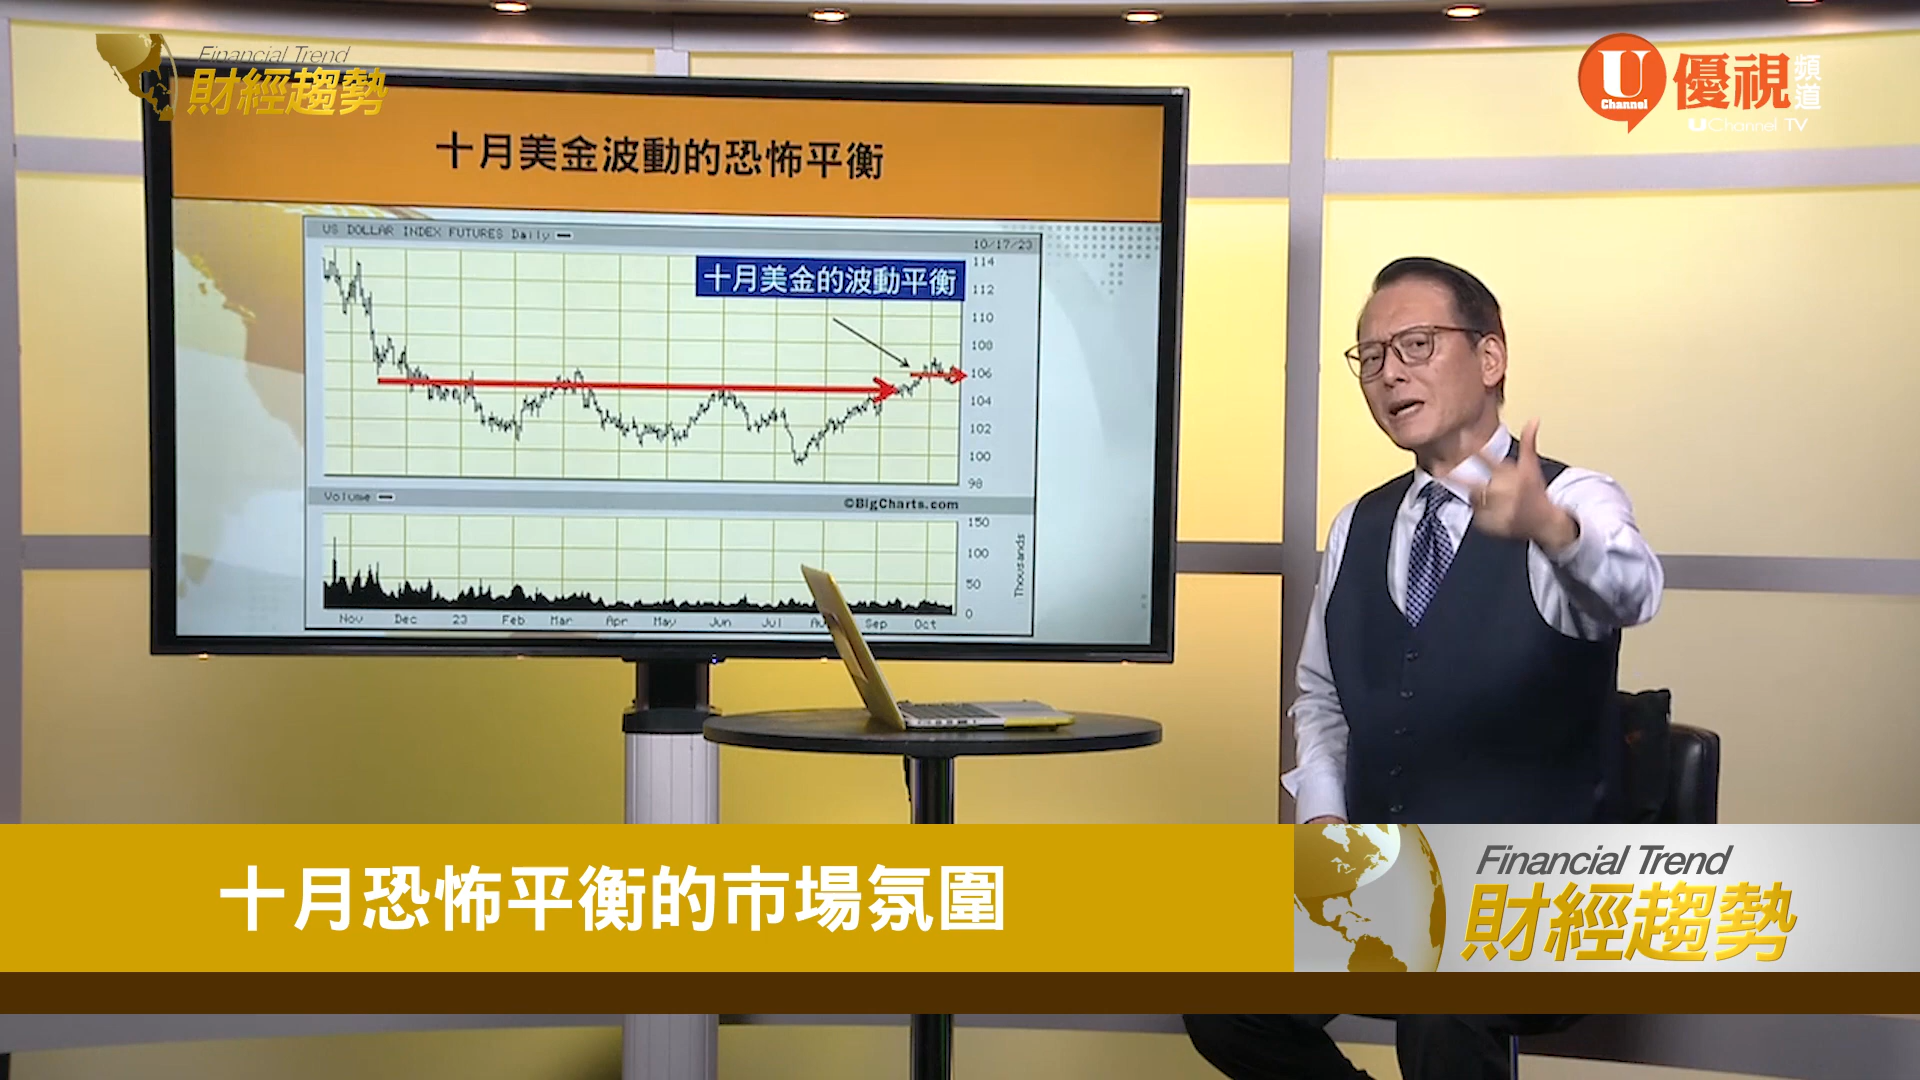 Financial Trend
財經趨勢
U
Channel
優視
頻道
UChannel TV
十月美金波動的恐怖平衡
US DOLLAR INDEX FUTURES Daily
10/17/23
十月美金的波動平衡
114
112
110
108
106
104
102
100
98
Volume
©BigCharts.com
150
100
50
0
Thousands
Nov Dec 23 Feb Mar Apr May Jun Jul Sep Oct
十月恐怖平衡的市場氛圍
Financial Trend
財經趨勢